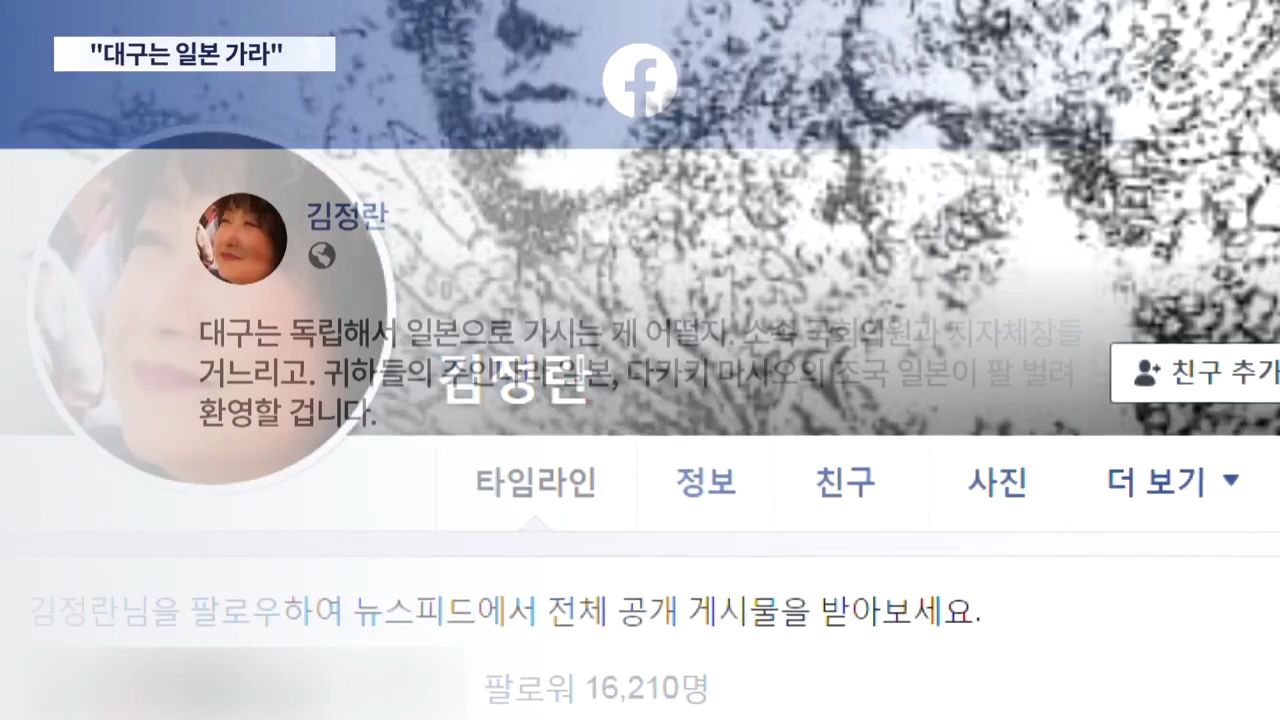 "대구는 일본 가라"
김정란
대구는 독립해서 일본으로 가시는 게 어떨지. 소속 국회의원과 지자체장들
거느리고. 귀하들의 주인나라 일본, 다카키 마사오의 조국 일본이 팔 벌려
환영할 겁니다.
김정란
친구 추가
타임라인
정보
친구
사진
더 보기
김정란님을 팔로우하여 뉴스피드에서 전체 공개 게시물을 받아보세요.
팔로워 16,210명